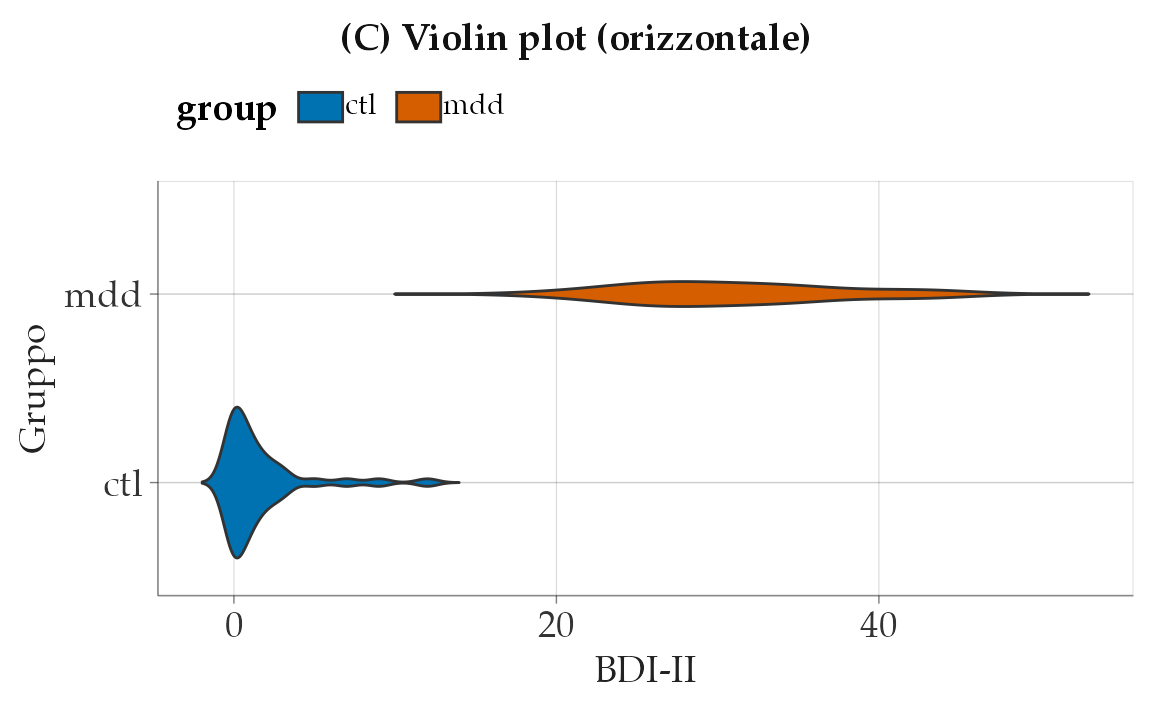 (C) Violin plot (orizzontale)
group ctl mdd
mdd
Gruppo
ctl
0 20 40
BDI-II